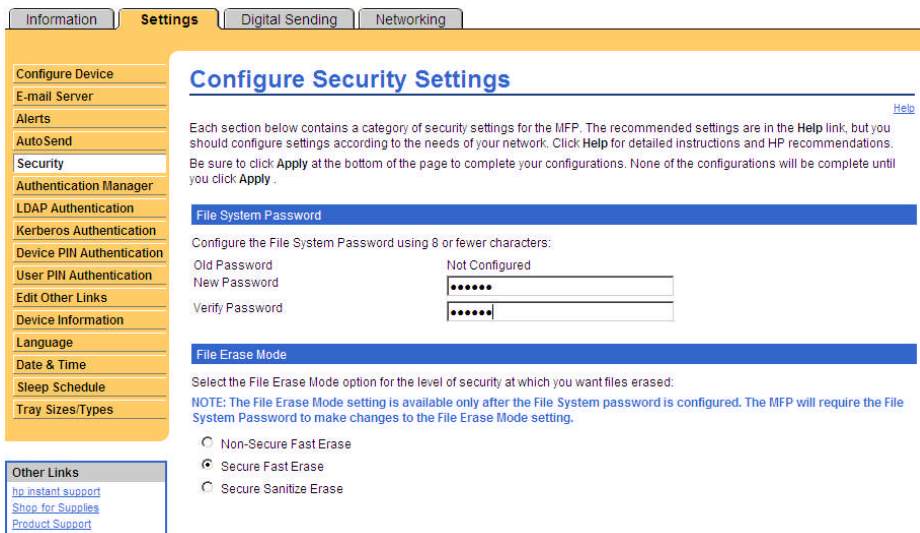 Information Settings Digital Sending Networking
Configure Device
E-mail Server
Alerts
AutoSend
Security
Authentication Manager
LDAP Authentication
Kerberos Authentication
Device PIN Authentication
User PIN Authentication
Edit Other Links
Device Information
Language
Date & Time
Sleep Schedule
Tray Sizes/Types
Other Links
hp instant support
Shop for Supplies
Product Support
Configure Security Settings
Help
Each section below contains a category of security settings for the MFP. The recommended settings are in the Help link, but you
should configure settings according to the needs of your network. Click Help for detailed instructions and HP recommendations.
Be sure to click Apply at the bottom of the page to complete your configurations. None of the configurations will be complete until
you click Apply .
File System Password
Configure the File System Password using 8 or fewer characters:
Old Password Not Configured
New Password ••••••
Verify Password ••••••
File Erase Mode
Select the File Erase Mode option for the level of security at which you want files erased:
NOTE: The File Erase Mode setting is available only after the File System password is configured. The MFP will require the File
System Password to make changes to the File Erase Mode setting.
Non-Secure Fast Erase
Secure Fast Erase
Secure Sanitize Erase